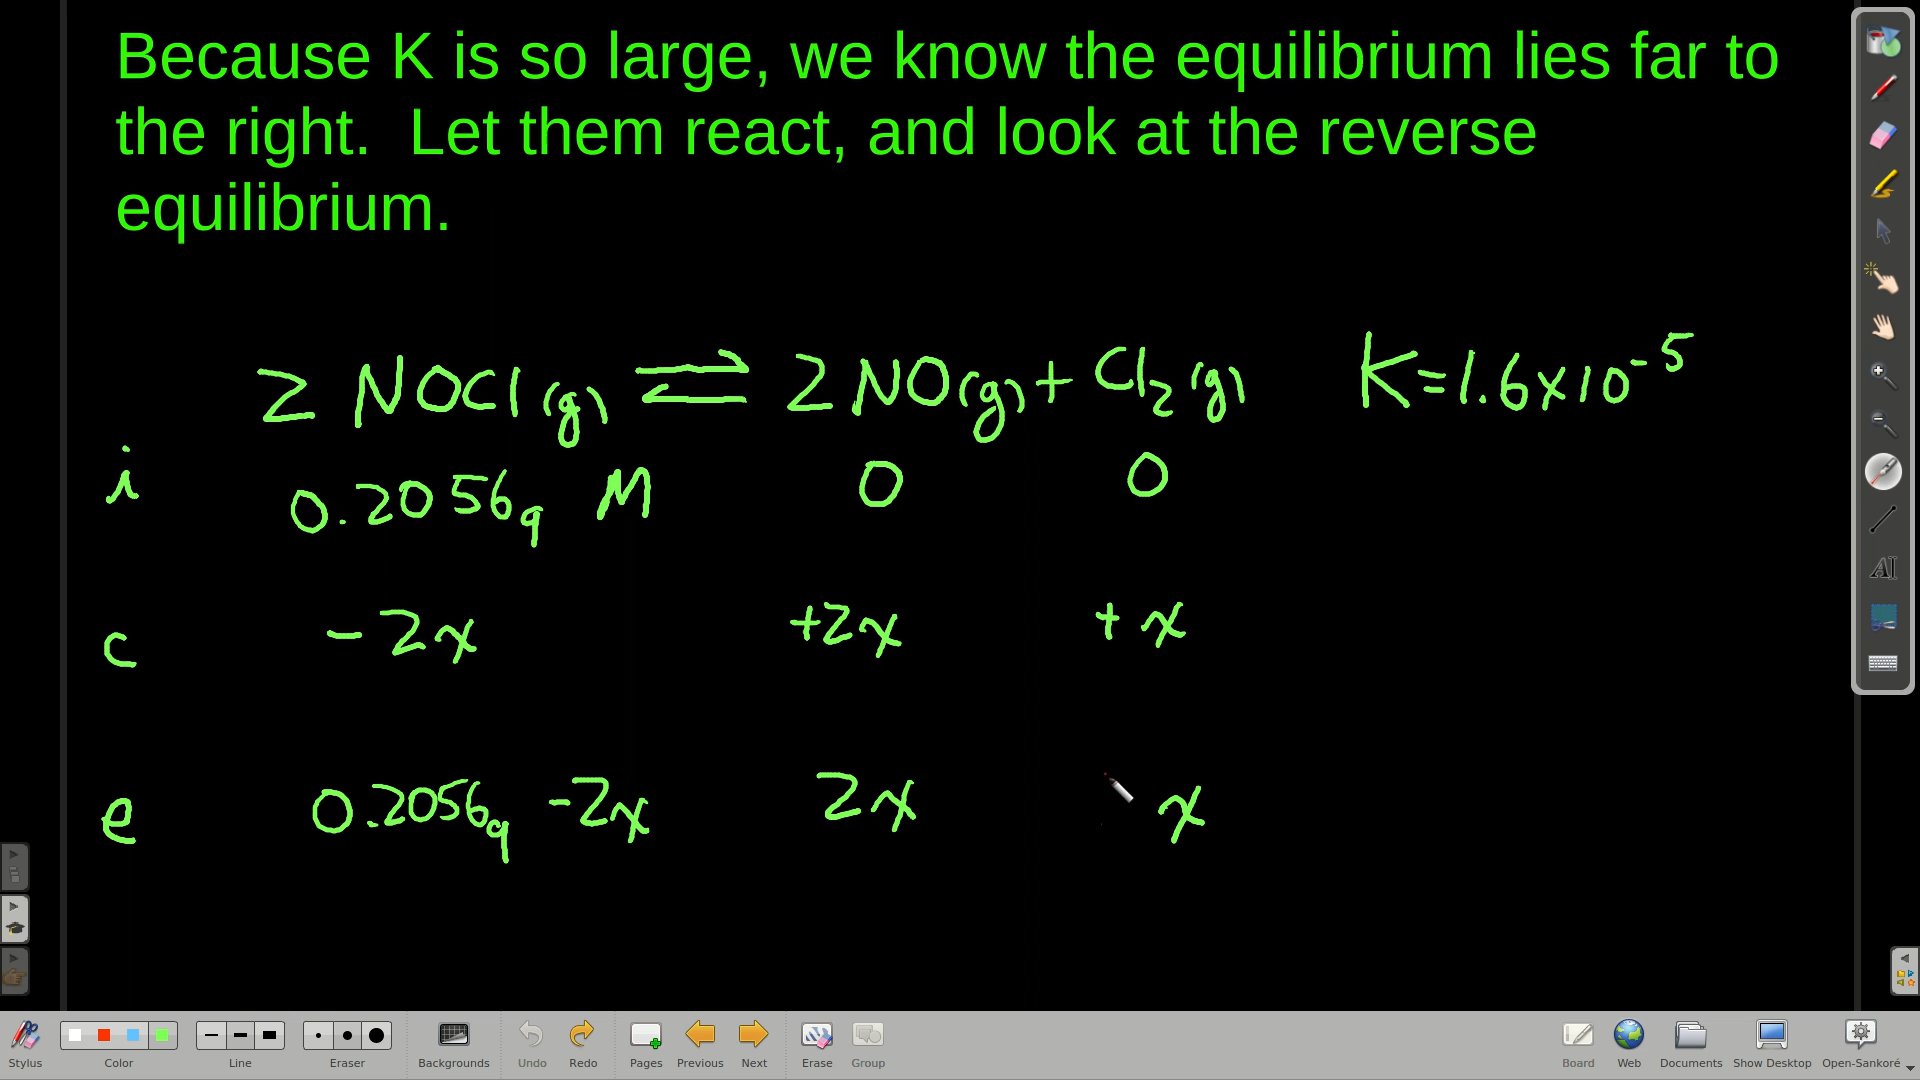 Because K is so large, we know the equilibrium lies far to
the right. Let them react, and look at the reverse
equilibrium.
2 NOCl(g) ⇌ 2NO(g) + Cl₂(g) K=1.6x10⁻⁵
i 0.2056₉ M 0 0
c -2x +2x +x
e 0.2056₉ -2x 2x x
Stylus Color Line Eraser Backgrounds Undo Redo Pages Previous Next Erase Group Board Web Documents Show Desktop Open-Sankoré